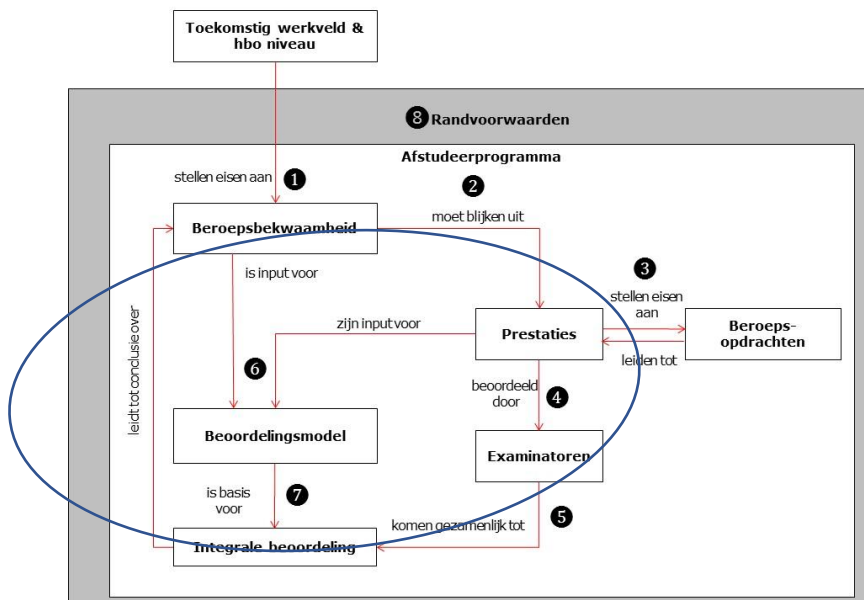 Toekomstig werkveld &
hbo niveau
8 Randvoorwaarden
Afstudeerprogramma
stellen eisen aan
1
2
Beroepsbekwaamheid
moet blijken uit
is input voor
3
stellen eisen
aan
zijn input voor
Prestaties
Beroeps-
opdrachten
leiden tot
leidt tot conclusie over
6
beoordeeld
door
4
Beoordelingsmodel
Examinatoren
is basis
voor
7
komen gezamenlijk tot
5
Integrale beoordeling